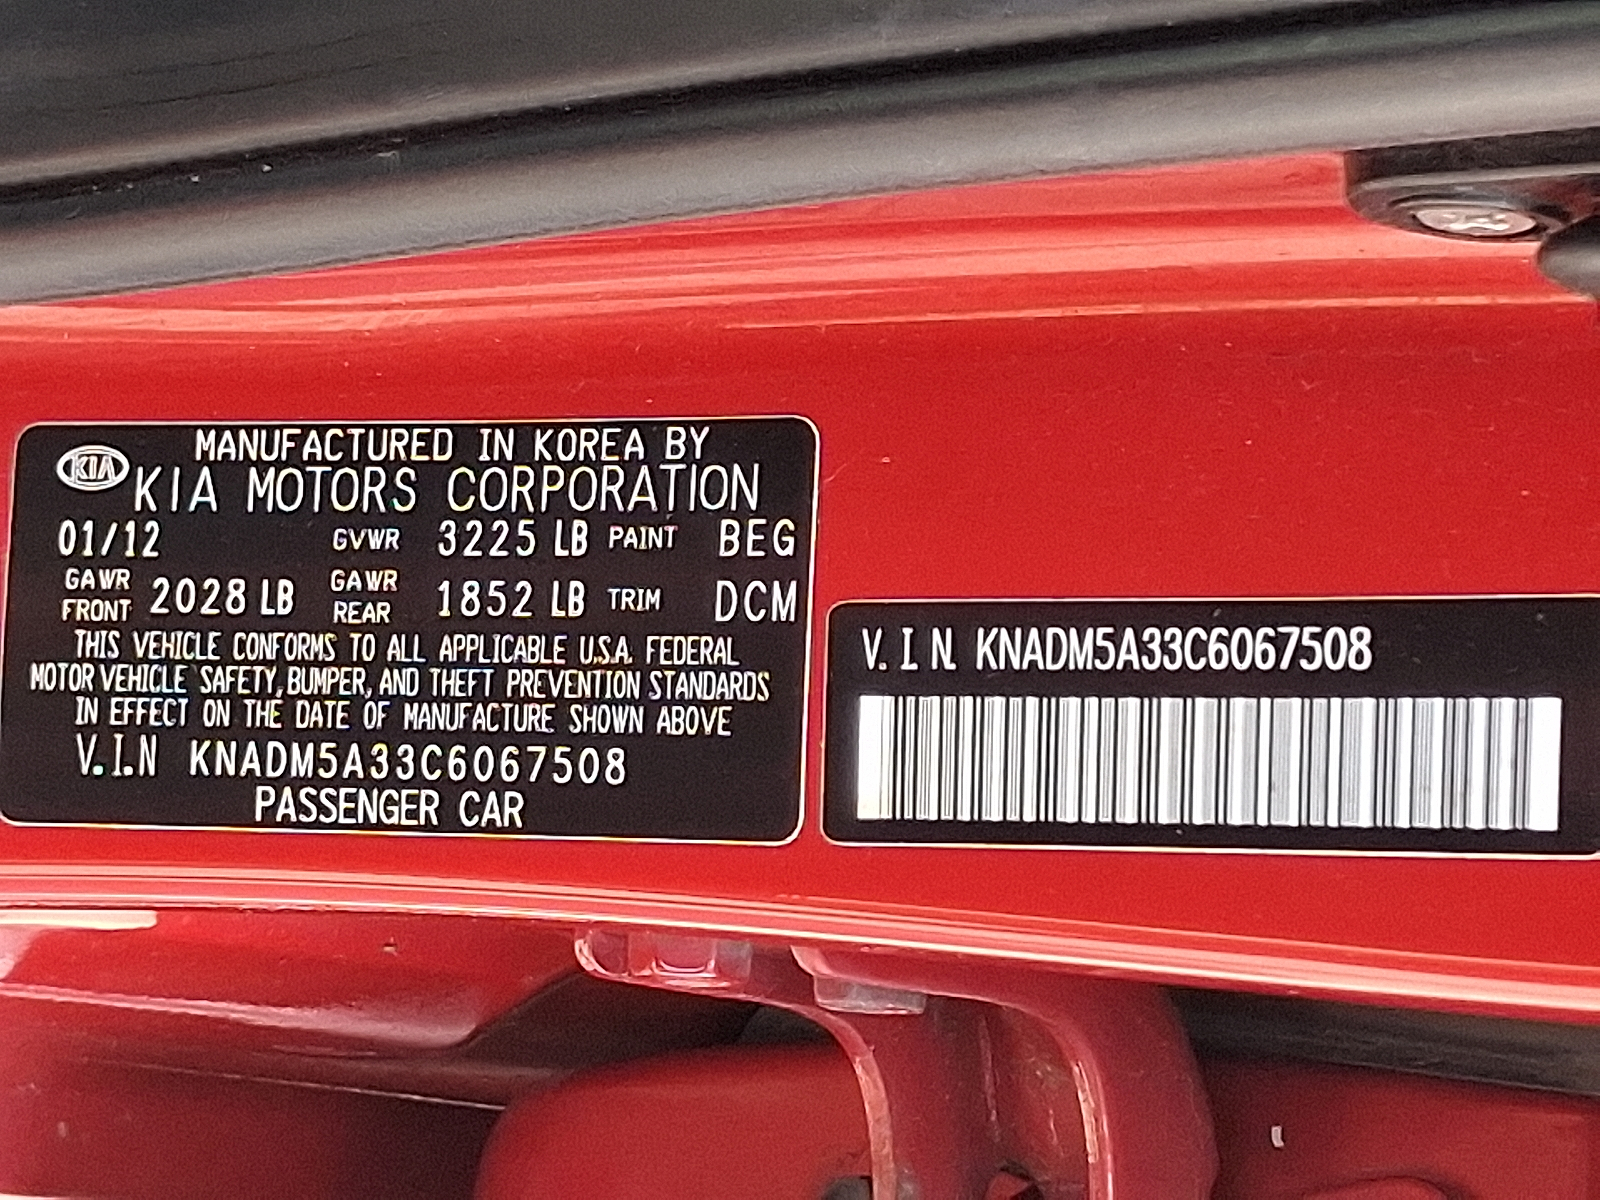 MANUFACTURED IN KOREA BY
KIA KIA MOTORS CORPORATION
01/12 GVWR 3225 LB PAINT BEG
GAWR FRONT 2028 LB GAWR REAR 1852 LB TRIM DCM
THIS VEHICLE CONFORMS TO ALL APPLICABLE U.S.A. FEDERAL
MOTOR VEHICLE SAFETY, BUMPER, AND THEFT PREVENTION STANDARDS
IN EFFECT ON THE DATE OF MANUFACTURE SHOWN ABOVE
V.I.N KNADM5A33C6067508
PASSENGER CAR
V. I. N. KNADM5A33C6067508